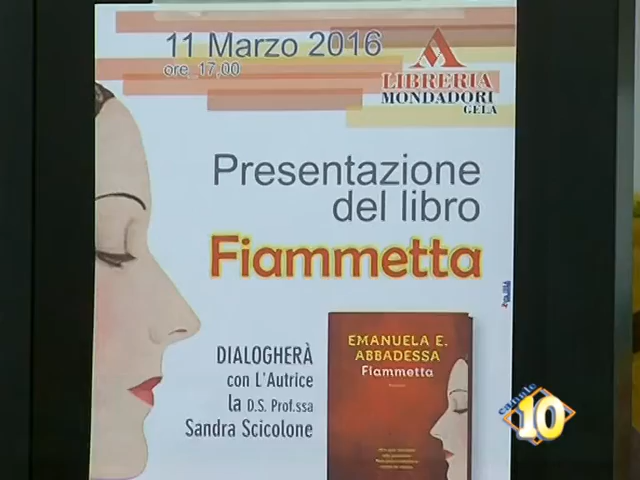 11 Marzo 2016
ore 17,00
LIBRERIA
MONDADORI
GELA
Presentazione
del libro
Fiammetta
DIALOGHERÀ
con L'Autrice
la D.S. Prof.ssa
Sandra Scicolone
EMANUELA E.
ABBADESSA
Fiammetta
canale
10